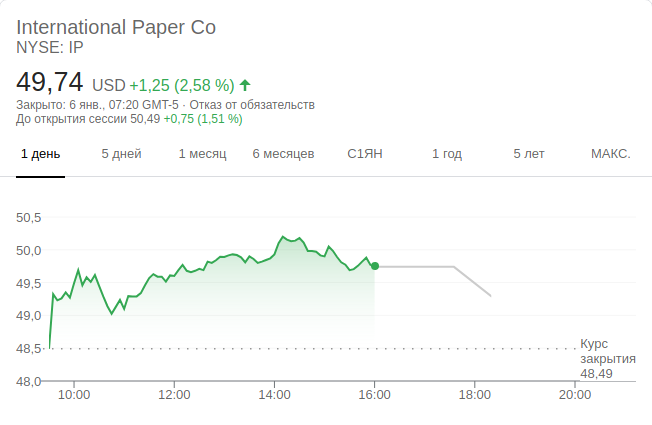 International Paper Co
NYSE: IP
49,74 USD +1,25 (2,58 %)
Закрыто: 6 янв., 07:20 GMT-5 · Отказ от обязательств
До открытия сессии 50,49 +0,75 (1,51 %)
1 день 5 дней 1 месяц 6 месяцев С1ЯН 1 год 5 лет МАКС.
50,5
50,0
49,5
49,0
48,5
48,0
Курс
закрытия
48,49
10:00 12:00 14:00 16:00 18:00 20:00